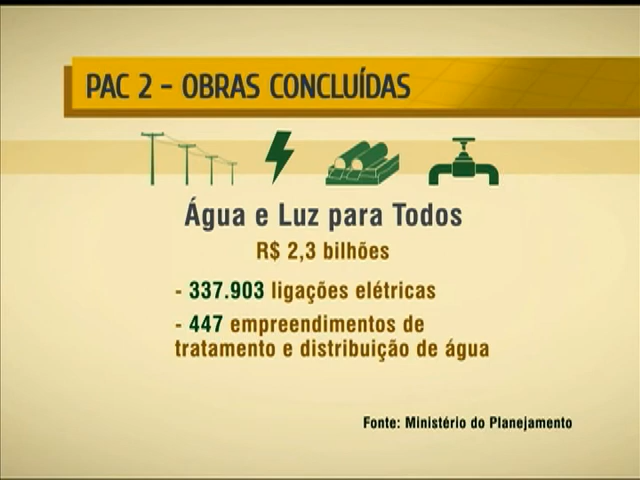 PAC 2 - OBRAS CONCLUÍDAS
Água e Luz para Todos
R$ 2,3 bilhões
- 337.903 ligações elétricas
- 447 empreendimentos de
tratamento e distribuição de água
Fonte: Ministério do Planejamento